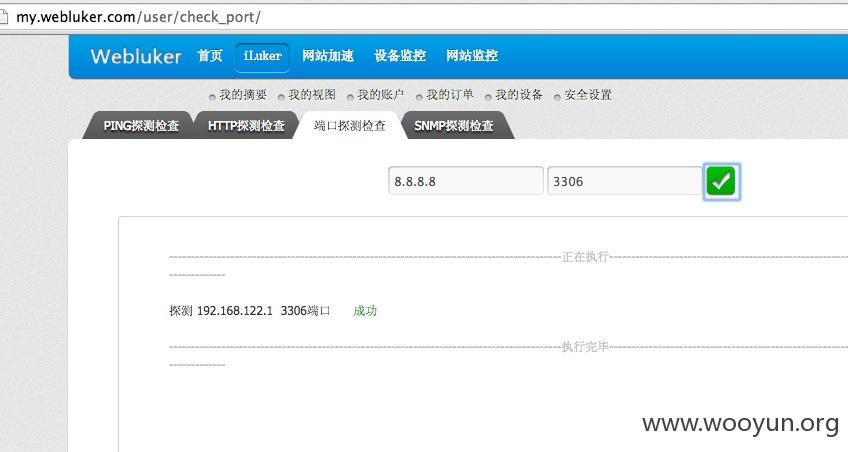 my.webluker.com/user/check_port/
Webluker 首页 iLuker 网站加速 设备监控 网站监控
我的摘要 我的视图 我的账户 我的订单 我的设备 安全设置
PING探测检查 HTTP探测检查 端口探测检查 SNMP探测检查
8.8.8.8 3306
正在执行
探测 192.168.122.1 3306端口 成功
执行完毕
www.wooyun.org